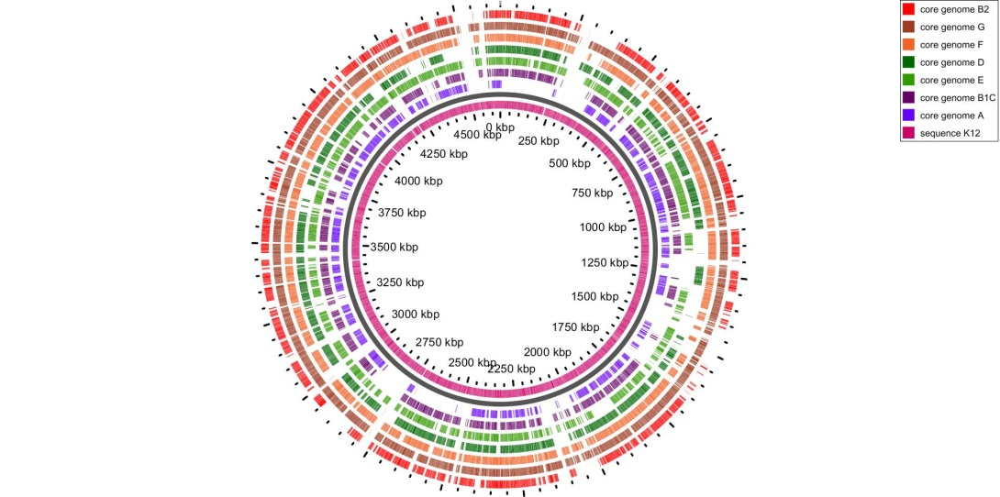 core genome B2
core genome G
core genome F
core genome D
core genome E
core genome B1C
core genome A
sequence K12
0 kbp
250 kbp
500 kbp
750 kbp
1000 kbp
1250 kbp
1500 kbp
1750 kbp
2000 kbp
2250 kbp
2500 kbp
2750 kbp
3000 kbp
3250 kbp
3500 kbp
3750 kbp
4000 kbp
4250 kbp
4500 kbp